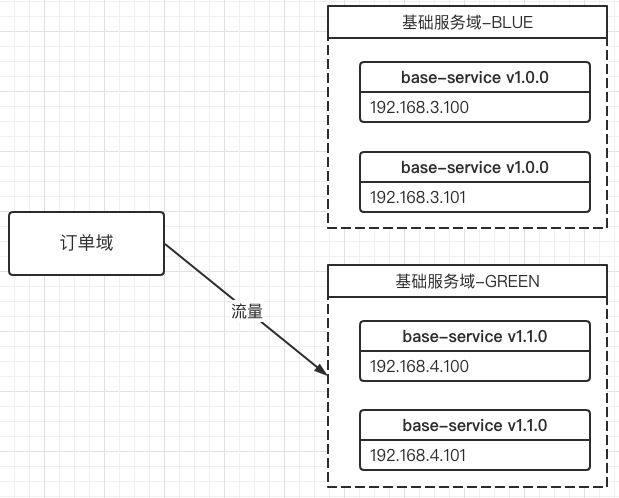 基础服务域-BLUE
base-service v1.0.0
192.168.3.100
base-service v1.0.0
192.168.3.101
订单域
流量
基础服务域-GREEN
base-service v1.1.0
192.168.4.100
base-service v1.1.0
192.168.4.101